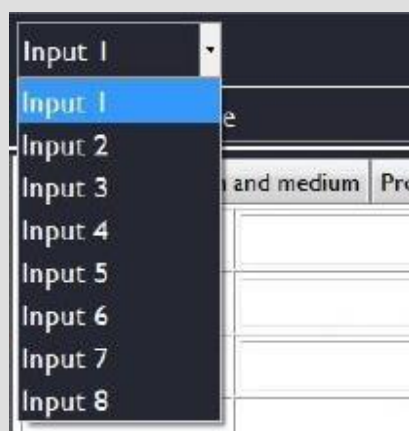 Input 1
Input 1
e
Input 2
and medium
Input 3
Input 4
Input 5
Input 6
Input 7
Input 8